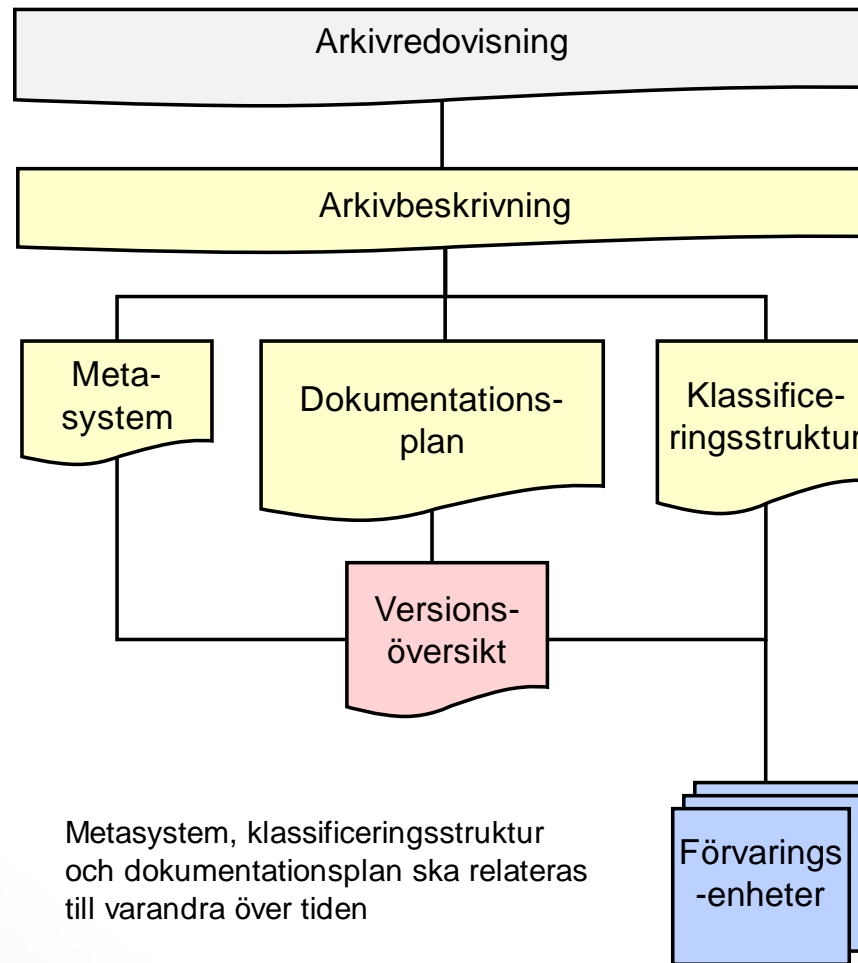 Arkivredovisning
Arkivbeskrivning
Meta-
system
Dokumentations-
plan
Klassifice-
ringsstruktur
Versions-
översikt
Metasystem, klassificeringsstruktur
och dokumentationsplan ska relateras
till varandra över tiden
Förvarings
-enheter